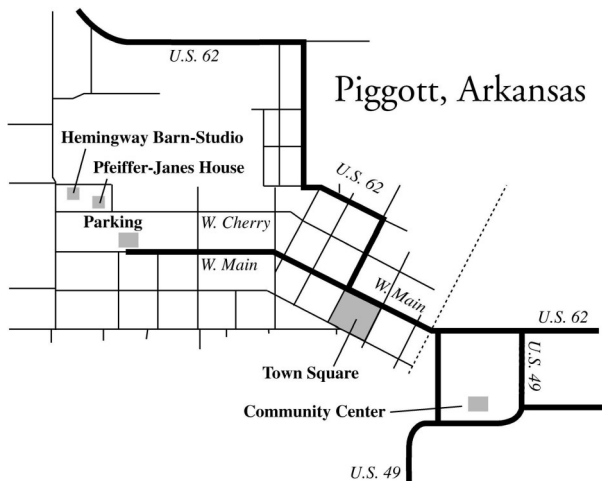 U.S. 62
Piggott, Arkansas
Hemingway Barn-Studio
Pfeiffer-Janes House
U.S. 62
Parking
W. Cherry
W. Main
W. Main
U.S. 62
U.S. 49
Town Square
Community Center
U.S. 49